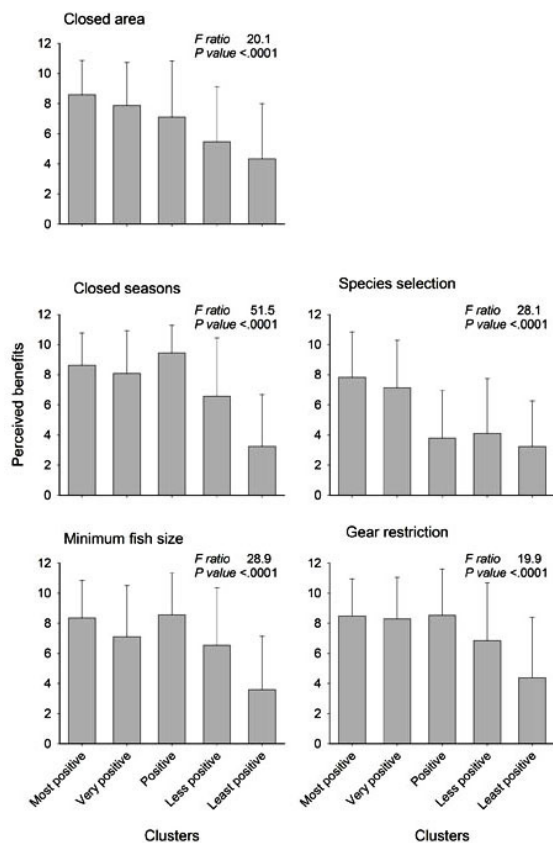 Closed area
F ratio 20.1
P value <.0001
12
10
8
6
4
2
0
Closed seasons
F ratio 51.5
P value <.0001
12
10
8
6
4
2
0
Species selection
F ratio 28.1
P value <.0001
12
10
8
6
4
2
0
Perceived benefits
Minimum fish size
F ratio 28.9
P value <.0001
12
10
8
6
4
2
0
Most positive
Very positive
Positive
Less positive
Least positive
Clusters
Gear restriction
F ratio 19.9
P value <.0001
12
10
8
6
4
2
0
Most positive
Very positive
Positive
Less positive
Least positive
Clusters